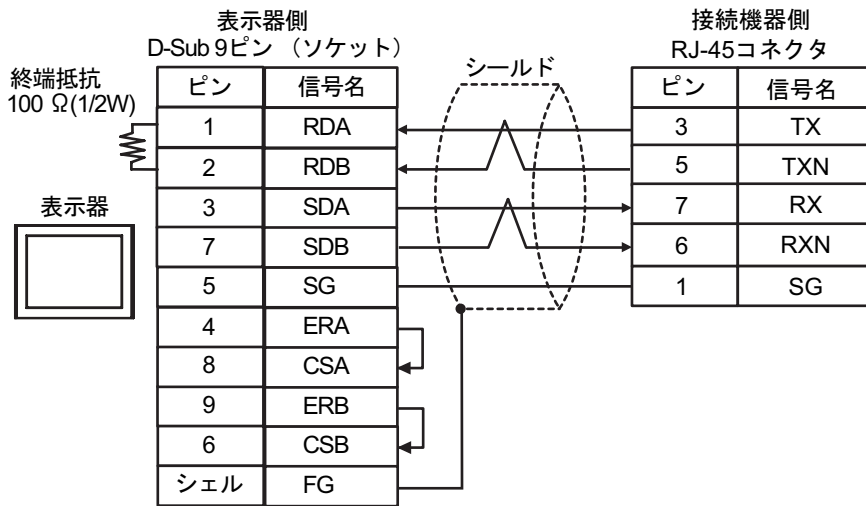 表示器側
D-Sub 9ピン (ソケット)
接続機器側
RJ-45コネクタ
終端抵抗
100 Ω(1/2W)
シールド
表示器
ピン 信号名
1 RDA
2 RDB
3 SDA
7 SDB
5 SG
4 ERA
8 CSA
9 ERB
6 CSB
シェル FG
ピン 信号名
3 TX
5 TXN
7 RX
6 RXN
1 SG